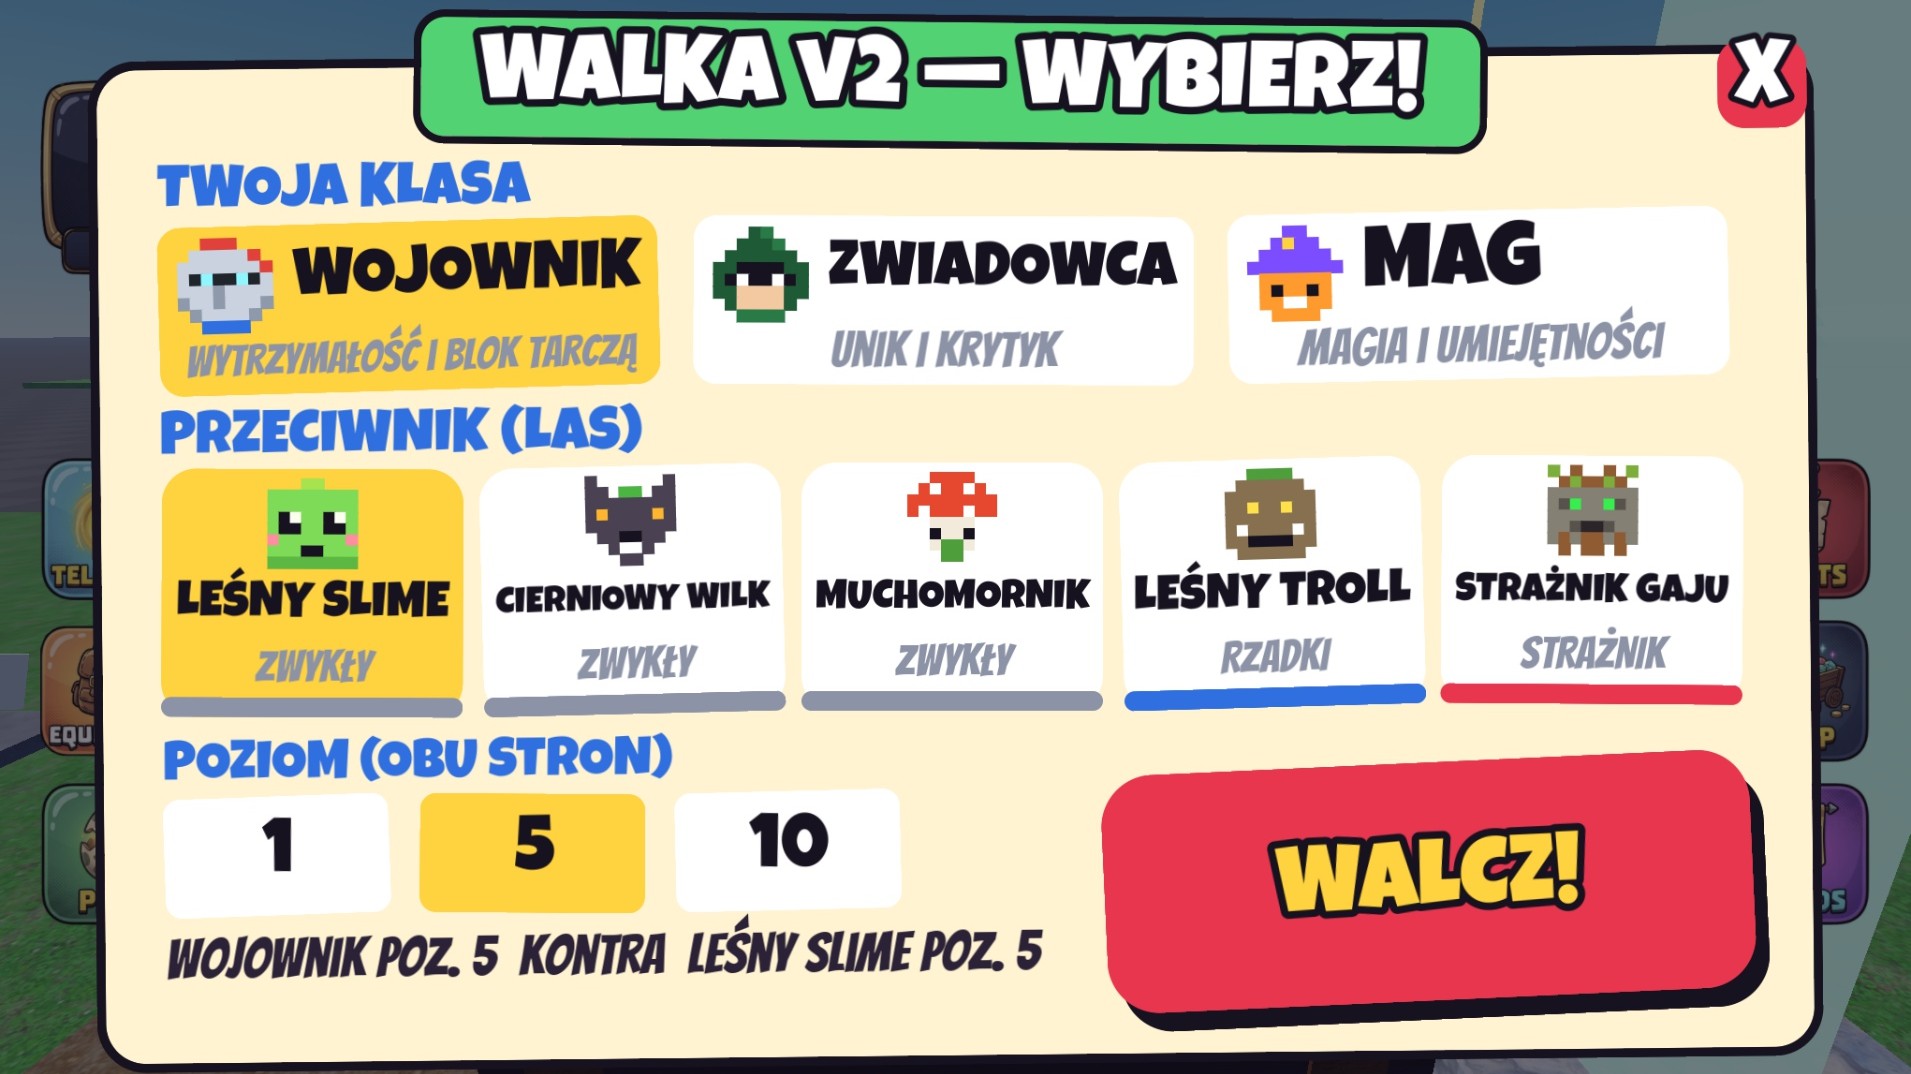 WALKA V2 — WYBIERZ!
X
TWOJA KLASA
WOJOWNIK
WYTRZYMAŁOŚĆ I BLOK TARCZĄ
ZWIADOWCA
UNIK I KRYTYK
MAG
MAGIA I UMIEJĘTNOŚCI
PRZECIWNIK (LAS)
LEŚNY SLIME
ZWYKŁY
CIERNIOWY WILK
ZWYKŁY
MUCHOMORNIK
ZWYKŁY
LEŚNY TROLL
RZADKI
STRAŻNIK GAJU
STRAŻNIK
POZIOM (OBU STRON)
1
5
10
WALCZ!
WOJOWNIK POZ. 5 KONTRA LEŚNY SLIME POZ. 5